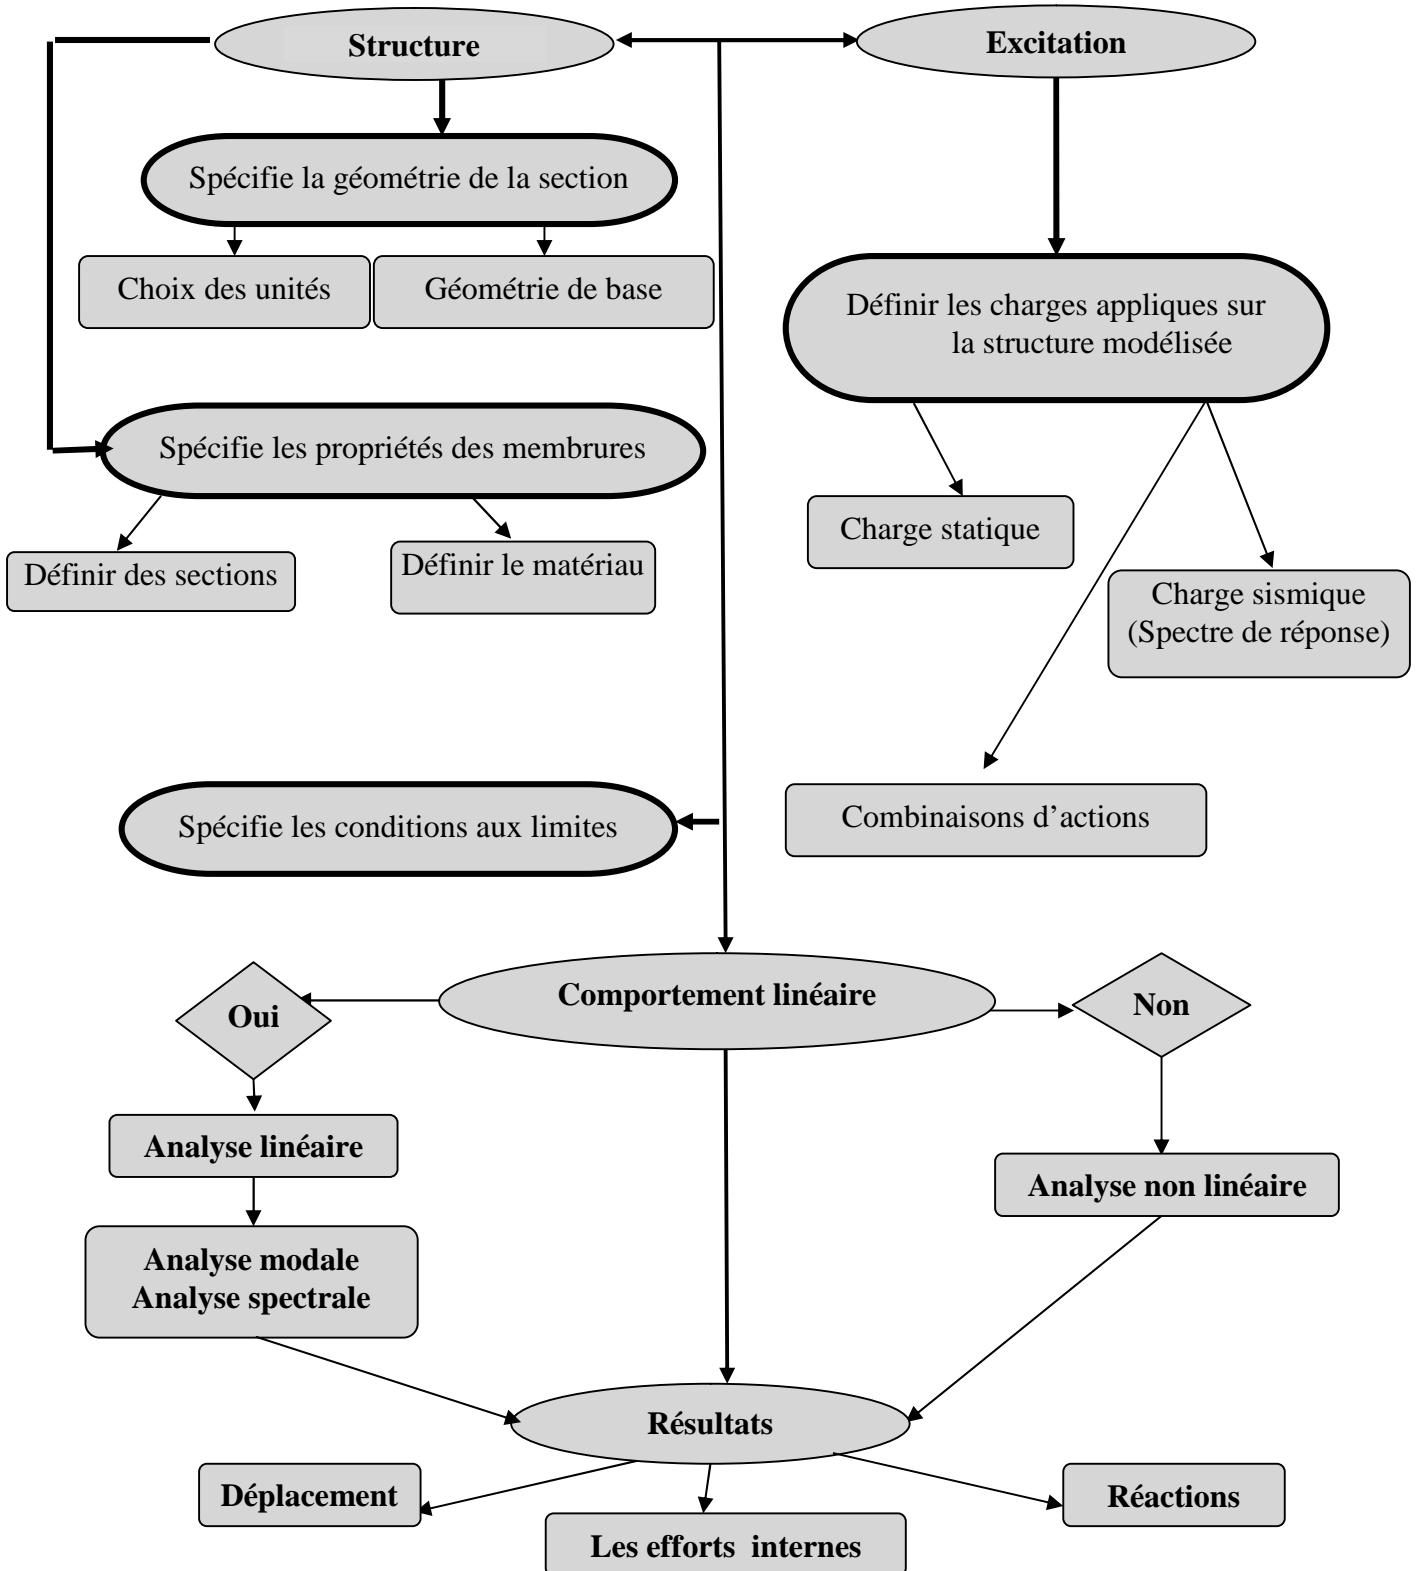 Structure
Excitation
Spécifie la géométrie de la section
Choix des unités
Géométrie de base
Définir les charges appliques sur
la structure modélisée
Spécifie les propriétés des membrures
Charge statique
Définir des sections
Définir le matériau
Charge sismique
(Spectre de réponse)
Combinaisons d’actions
Spécifie les conditions aux limites
Comportement linéaire
Oui
Non
Analyse linéaire
Analyse non linéaire
Analyse modale
Analyse spectrale
Résultats
Déplacement
Réactions
Les efforts  internes